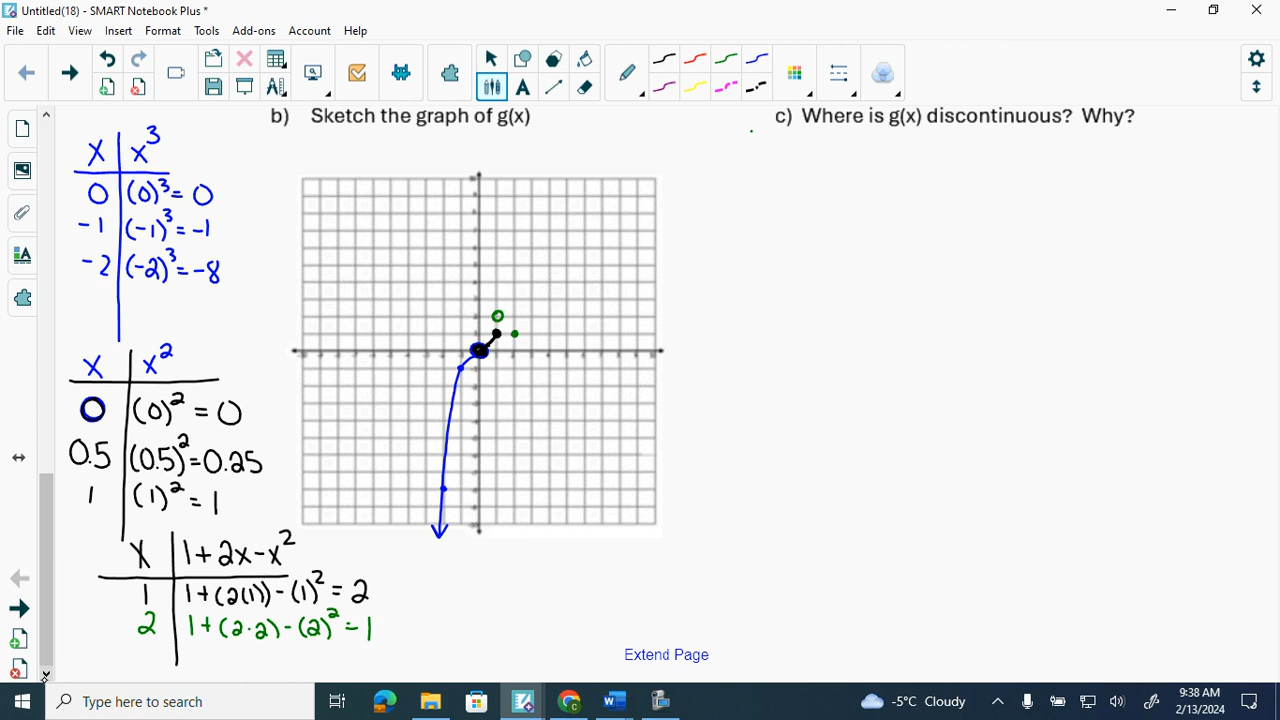 Untitled(18) - SMART Notebook Plus *
File Edit View Insert Format Tools Add-ons Account Help
b) Sketch the graph of g(x)
c) Where is g(x) discontinuous? Why?
x x³
0 (0)³ = 0
-1 (-1)³ = -1
-2 (-2)³ = -8
x x²
0 (0)² = 0
0.5 (0.5)² = 0.25
1 (1)² = 1
x 1 + 2x - x²
1 1 + (2(1)) - (1)² = 2
2 1 + (2·2) - (2)² = 1
Extend Page
Type here to search
-5°C Cloudy
9:38 AM
2/13/2024